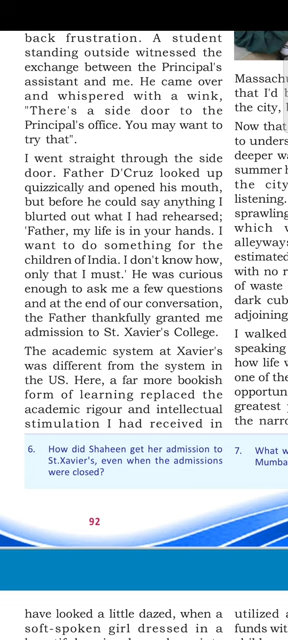 back frustration. A student
standing outside witnessed the
exchange between the Principal's
assistant and me. He came over
and whispered with a wink,
"There's a side door to the
Principal's office. You may want to
try that".
I went straight through the side
door. Father D'Cruz looked up
quizzically and opened his mouth,
but before he could say anything I
blurted out what I had rehearsed;
'Father, my life is in your hands. I
want to do something for the
children of India. I don't know how,
only that I must.' He was curious
enough to ask me a few questions
and at the end of our conversation,
the Father thankfully granted me
admission to St. Xavier's College.
The academic system at Xavier's
was different from the system in
the US. Here, a far more bookish
form of learning replaced the
academic rigour and intellectual
stimulation I had received in
6. How did Shaheen get her admission to
St.Xavier's, even when the admissions
were closed?
92
Massachu
that I'd b
the city, b
Now that
to unders
deeper wa
summer h
the city
listening.
sprawling
which w
alleyways
estimated
with no r
of waste
dark cub
adjoining
I walked
speaking
how life w
one of the
opportun
greatest p
the narro
7. What w
Mumba
have looked a little dazed, when a
soft-spoken girl dressed in a
utilized a
funds wit